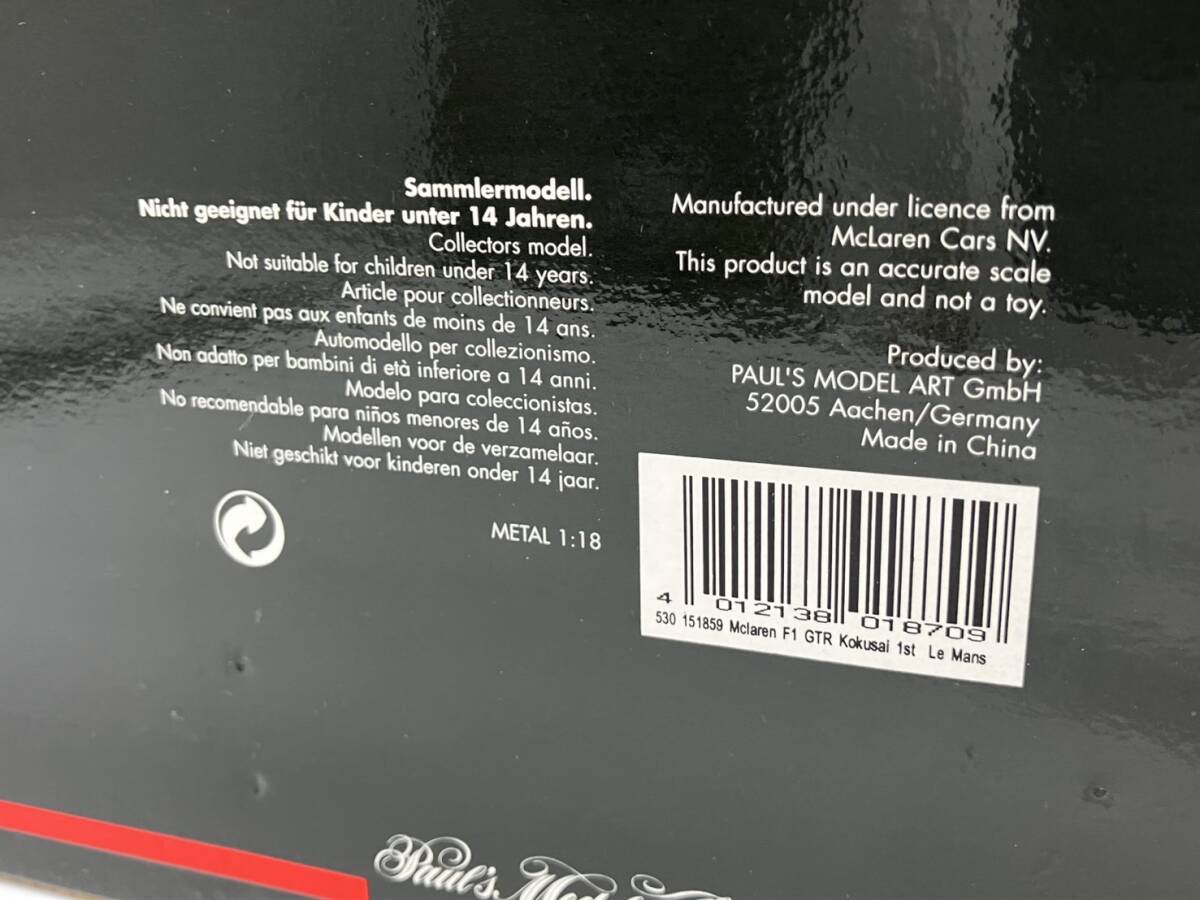 Sammlermodell.
Nicht geeignet für Kinder unter 14 Jahren.
Collectors model.
Not suitable for children under 14 years.
Article pour collectionneurs.
Ne convient pas aux enfants de moins de 14 ans.
Automodello per collezionismo.
Non adatto per bambini di età inferiore a 14 anni.
Modelo para coleccionistas.
No recomendable para niños menores de 14 años.
Modellen voor de verzamelaar.
Niet geschikt voor kinderen onder 14 jaar.
METAL 1:18
Manufactured under licence from
McLaren Cars NV.
This product is an accurate scale
model and not a toy.
Produced by:
PAUL'S MODEL ART GmbH
52005 Aachen/Germany
Made in China
4 012138 018709
530 151859 Mclaren F1 GTR Kokusai 1st Le Mans
Paul's